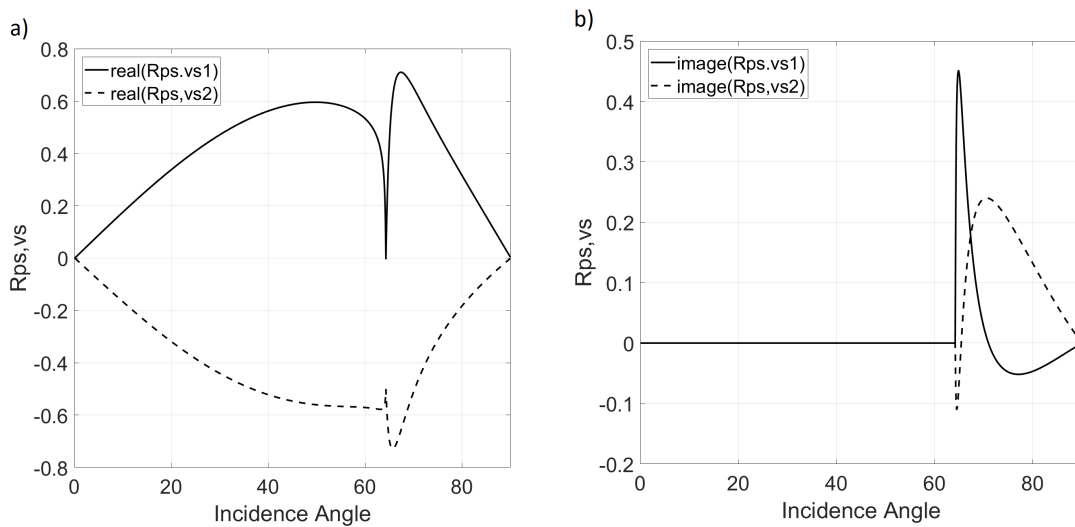 a)
real(Rps.vs1)
real(Rps,vs2)
0.8
0.6
0.4
0.2
0
-0.2
-0.4
-0.6
-0.8
Rps,vs
0
20
40
60
80
Incidence Angle
b)
image(Rps.vs1)
image(Rps,vs2)
0.5
0.4
0.3
0.2
0.1
0
-0.1
-0.2
Rps,vs
0
20
40
60
80
Incidence Angle